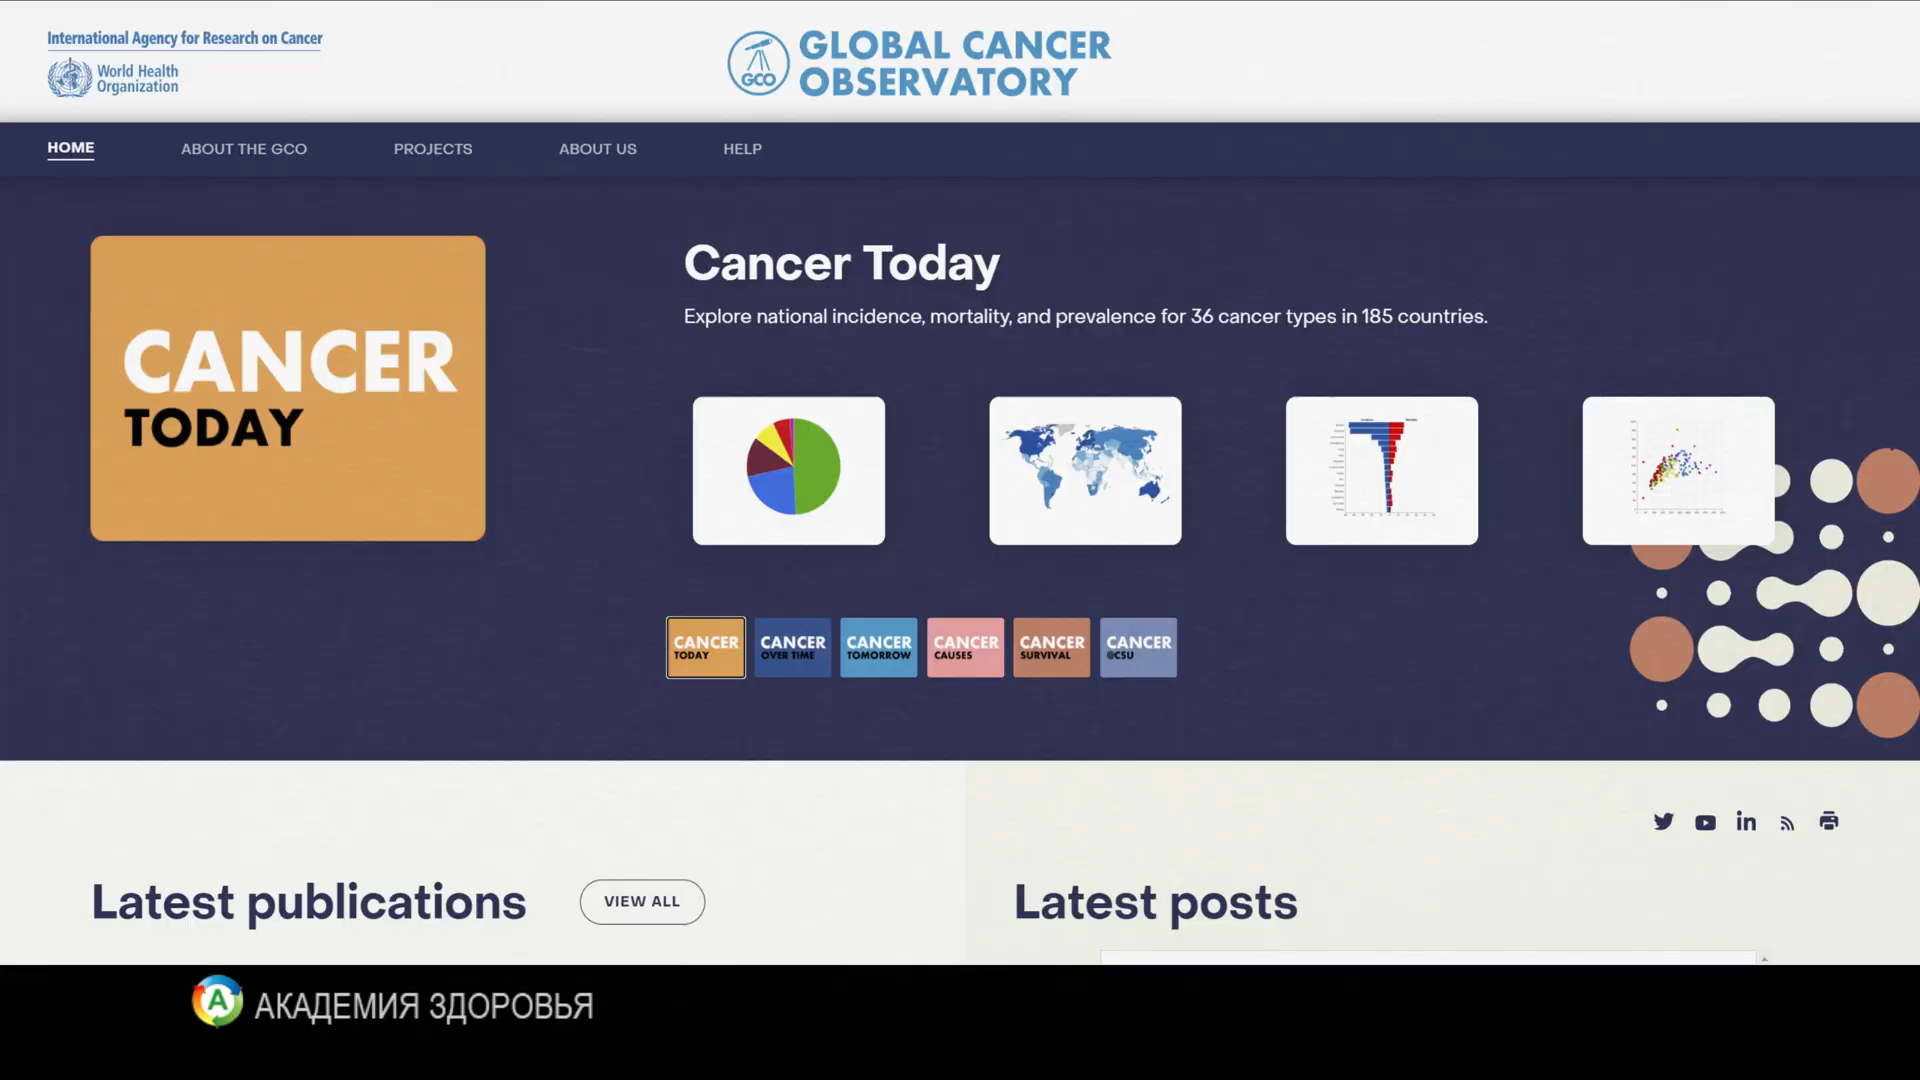 International Agency for Research on Cancer
World Health
Organization
GCO
GLOBAL CANCER
OBSERVATORY
HOME
ABOUT THE GCO
PROJECTS
ABOUT US
HELP
CANCER
TODAY
Cancer Today
Explore national incidence, mortality, and prevalence for 36 cancer types in 185 countries.
CANCER
TODAY
CANCER
OVER TIME
CANCER
TOMORROW
CANCER
CAUSES
CANCER
SURVIVAL
CANCER
@CSU
in
Latest publications
VIEW ALL
Latest posts
А АКАДЕМИЯ ЗДОРОВЬЯ